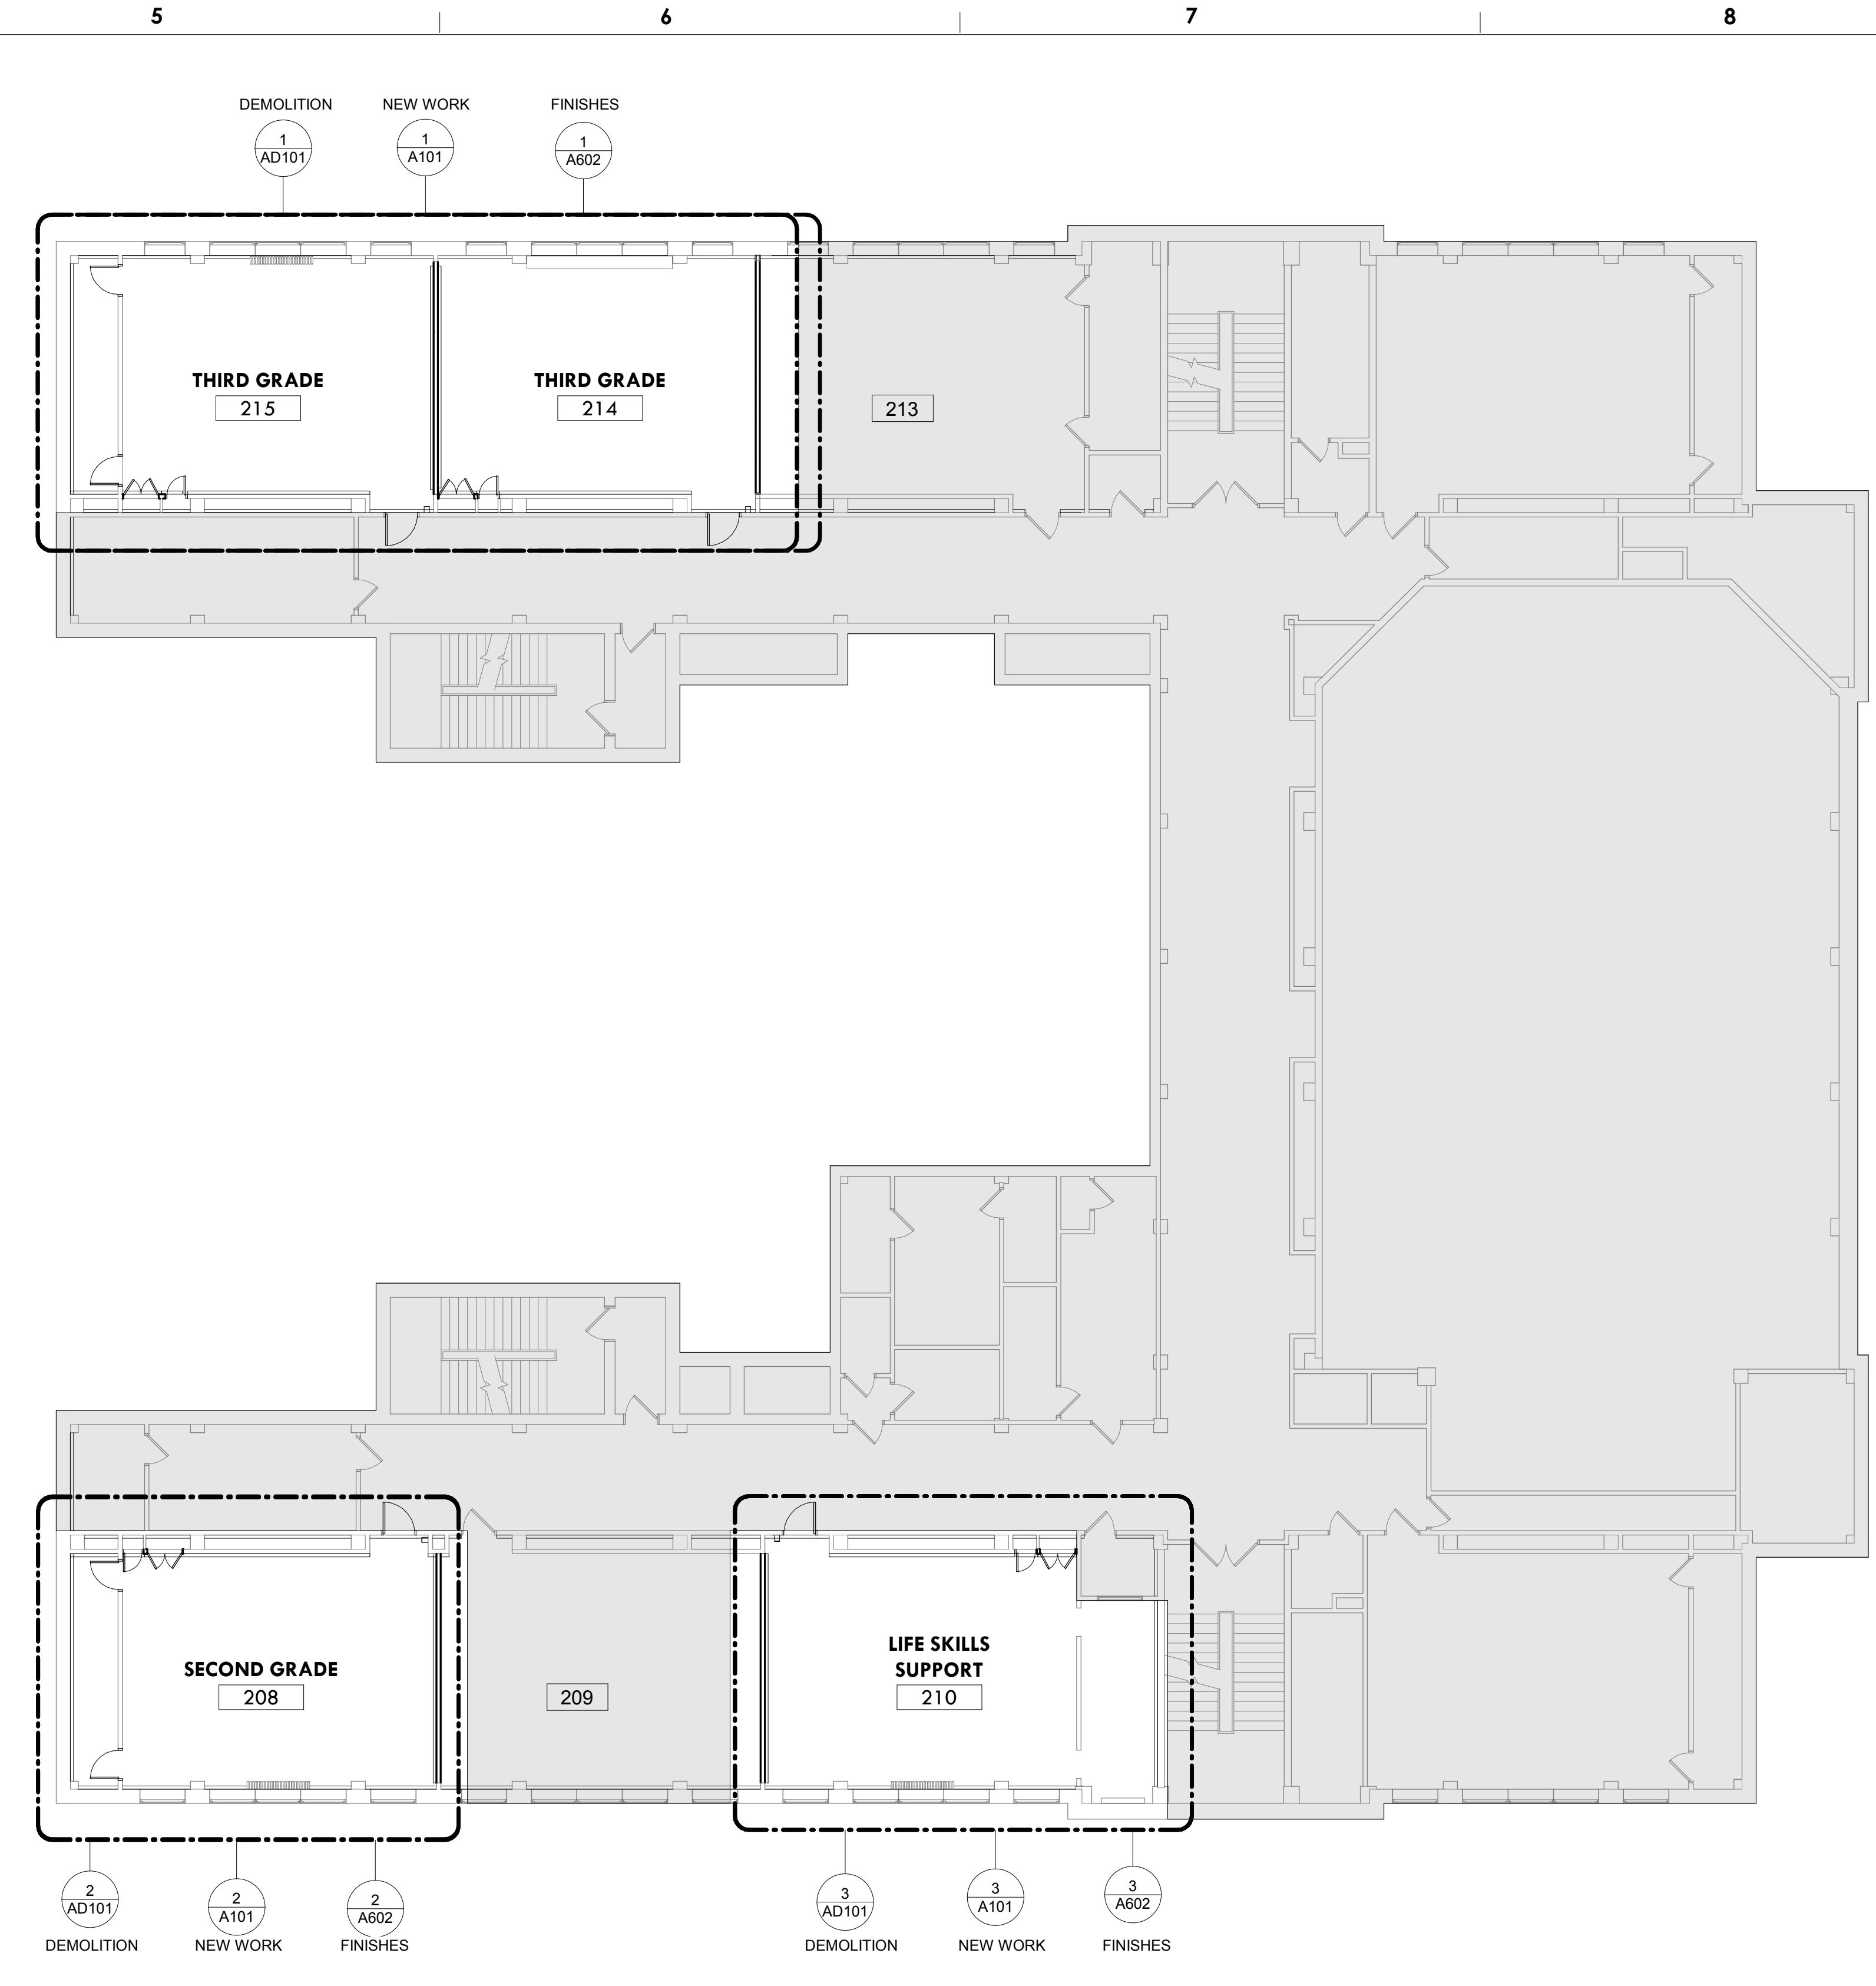 5 6 7 8
DEMOLITION NEW WORK FINISHES
1 1 1
AD101 A101 A602
THIRD GRADE THIRD GRADE
215 214 213
LIFE SKILLS
SECOND GRADE SUPPORT
208 209 210
2 2 2 3 3 3
AD101 A101 A602 AD101 A101 A602
DEMOLITION NEW WORK FINISHES DEMOLITION NEW WORK FINISHES